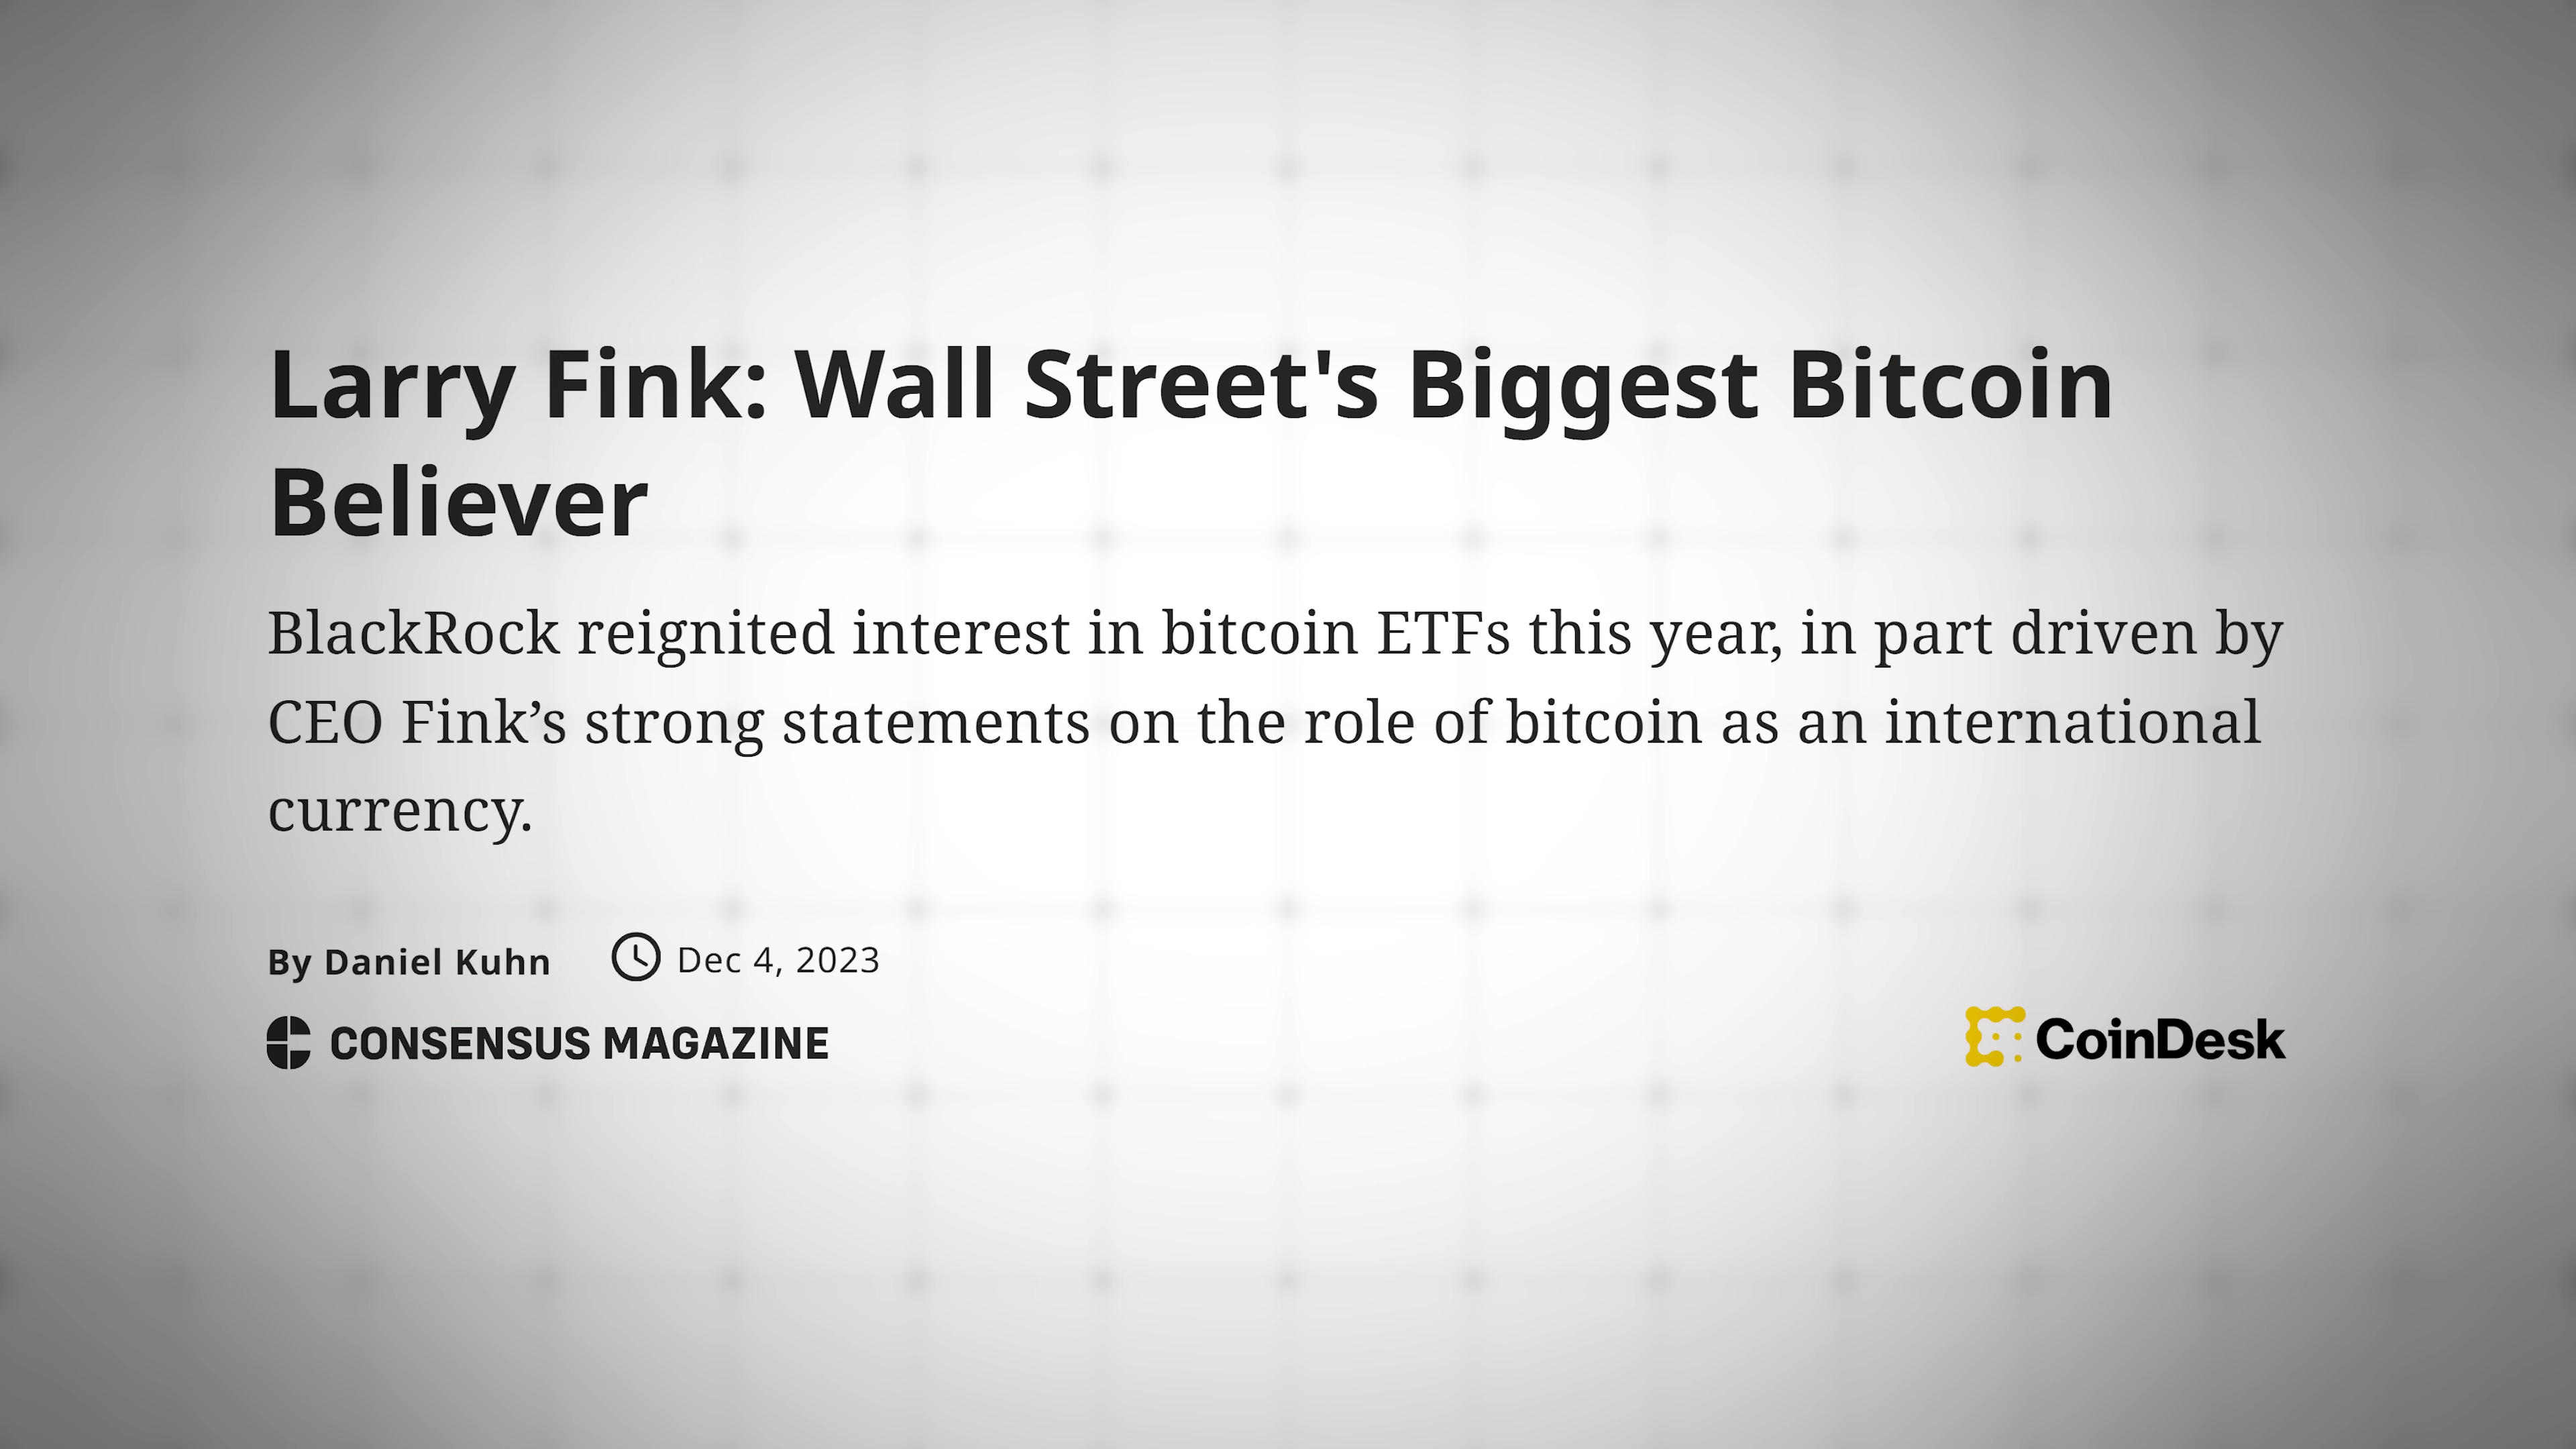 Larry Fink: Wall Street's Biggest Bitcoin
Believer
BlackRock reignited interest in bitcoin ETFs this year, in part driven by
CEO Fink’s strong statements on the role of bitcoin as an international
currency.
By Daniel Kuhn Dec 4, 2023
CONSENSUS MAGAZINE
CoinDesk